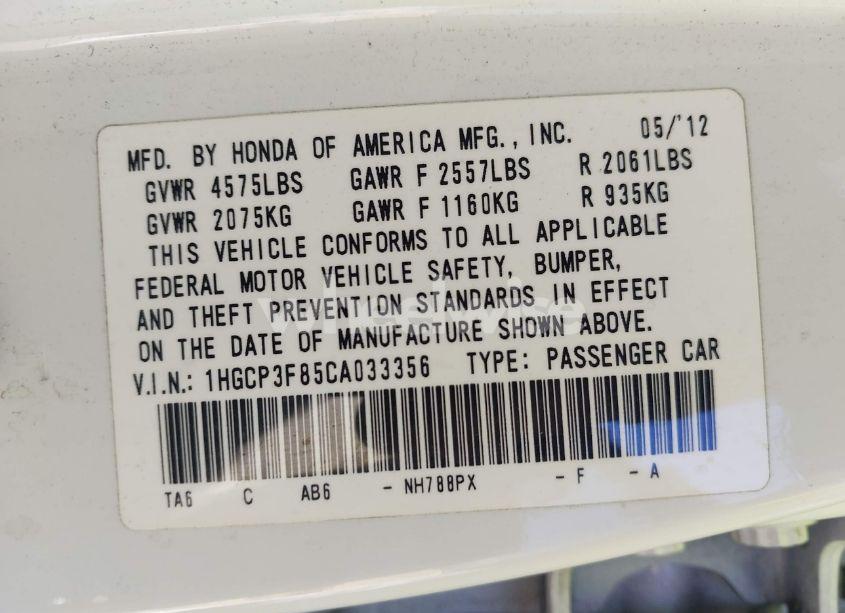 MFD. BY HONDA OF AMERICA MFG., INC. 05/'12
GVWR 4575LBS GAWR F 2557LBS R 2061LBS
GVWR 2075KG GAWR F 1160KG R 935KG
THIS VEHICLE CONFORMS TO ALL APPLICABLE
FEDERAL MOTOR VEHICLE SAFETY, BUMPER,
AND THEFT PREVENTION STANDARDS IN EFFECT
ON THE DATE OF MANUFACTURE SHOWN ABOVE.
V.I.N.: 1HGCP3F85CA033356 TYPE: PASSENGER CAR
TA6 C AB6 - NH788PX - F - A
wheelwise